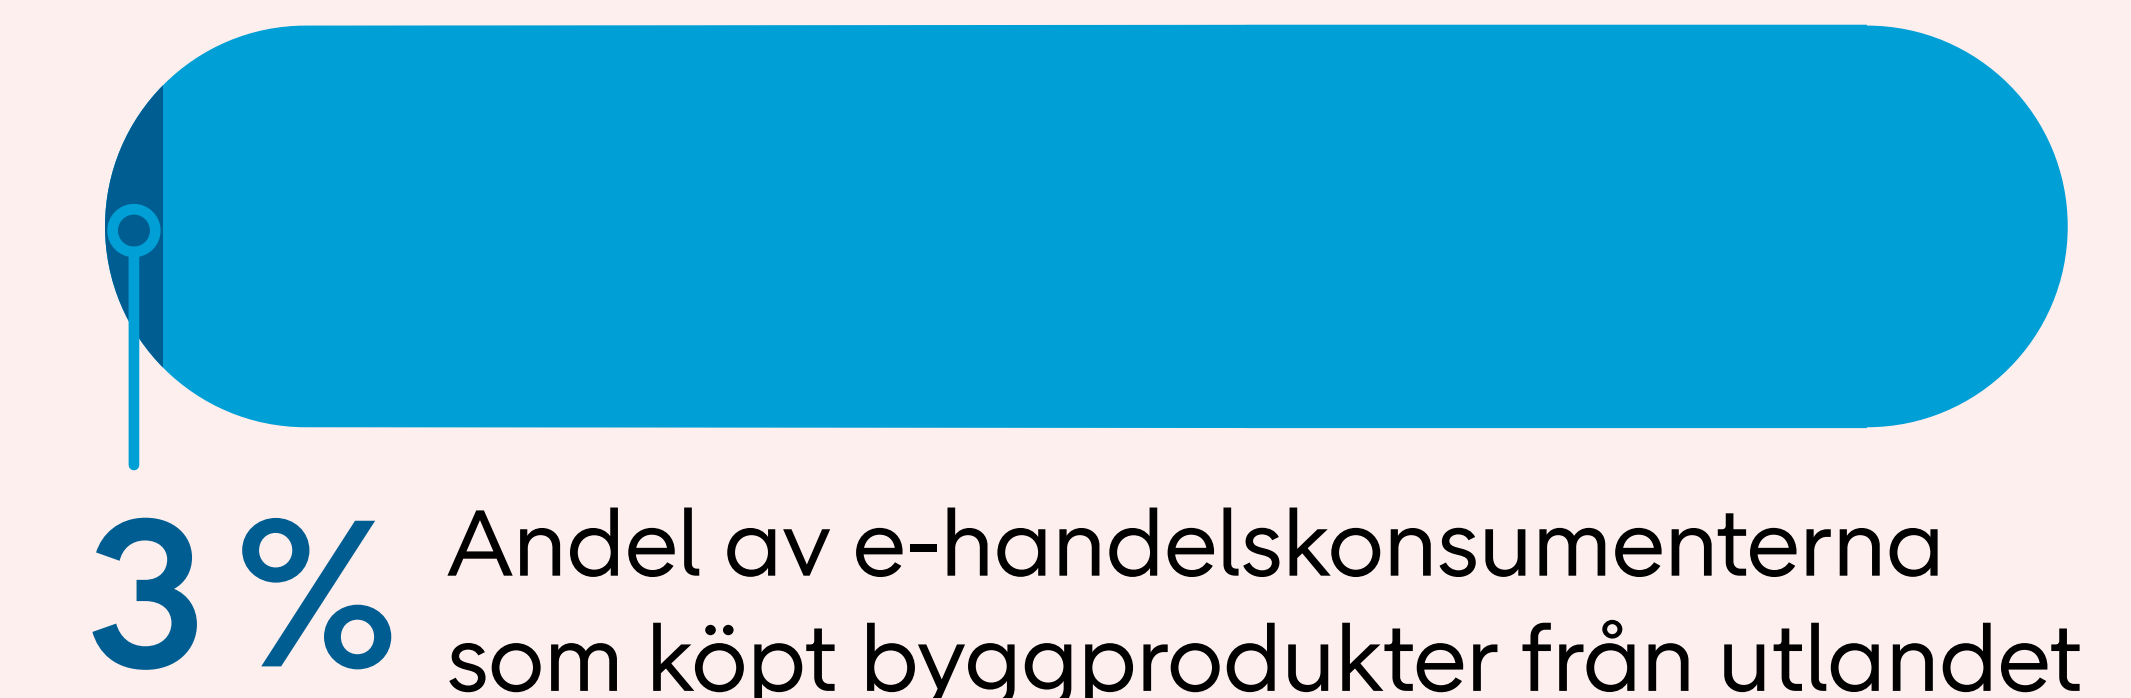 3 % Andel av e-handelskonsumenterna
som köpt byggprodukter från utlandet